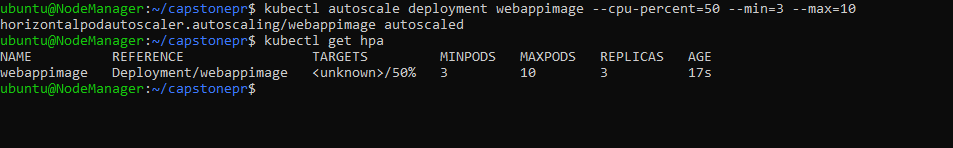 ubuntu@NodeManager:~/capstonepr$ kubectl autoscale deployment webappimage --cpu-percent=50 --min=3 --max=10
horizontalpodautoscaler.autoscaling/webappimage autoscaled
ubuntu@NodeManager:~/capstonepr$ kubectl get hpa
NAME          REFERENCE                TARGETS         MINPODS   MAXPODS   REPLICAS   AGE
webappimage   Deployment/webappimage   <unknown>/50%   3         10        3          17s
ubuntu@NodeManager:~/capstonepr$